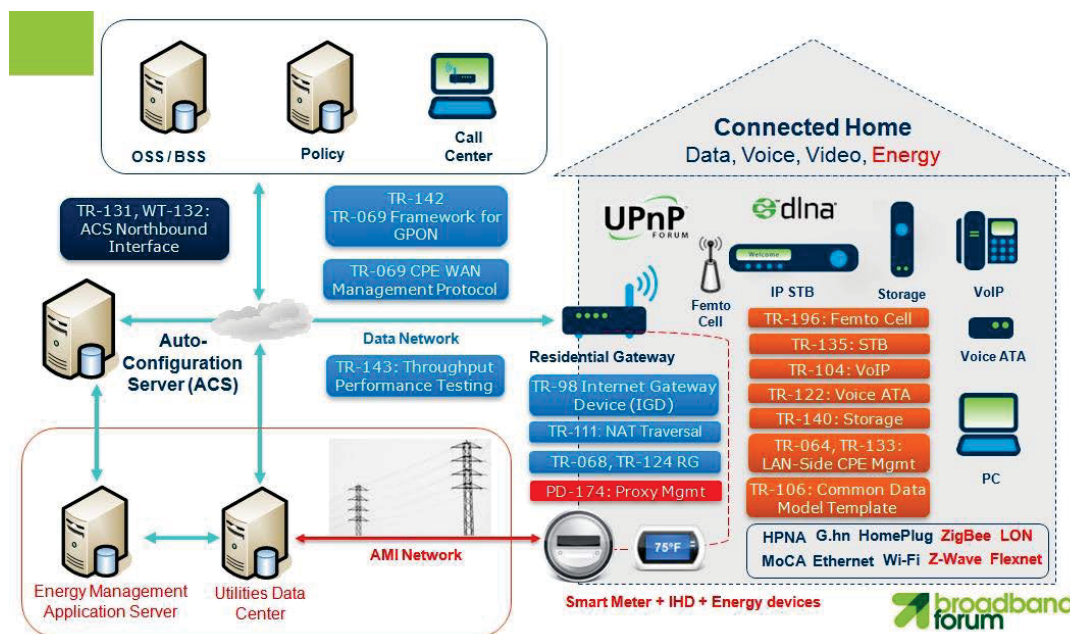 OSS / BSS
Policy
Call
Center
TR-131, WT-132:
ACS Northbound
Interface
TR-142
TR-069 Framework for
GPON
TR-069 CPE WAN
Management Protocol
Auto-
Configuration
Server (ACS)
Data Network
TR-143: Throughput
Performance Testing
Energy Management
Application Server
Utilities Data
Center
AMI Network
Connected Home
Data, Voice, Video, Energy
UPnP
FORUM
dlna
Femto
Cell
Welcome
IP STB
Storage
VoIP
Voice ATA
PC
Residential Gateway
TR-98 Internet Gateway
Device (IGD)
TR-111: NAT Traversal
TR-068, TR-124 RG
PD-174: Proxy Mgmt
TR-196: Femto Cell
TR-135: STB
TR-104: VoIP
TR-122: Voice ATA
TR-140: Storage
TR-064, TR-133:
LAN-Side CPE Mgmt
TR-106: Common Data
Model Template
75°F
HPNA G.hn HomePlug ZigBee LON
MoCA Ethernet Wi-Fi Z-Wave Flexnet
Smart Meter + IHD + Energy devices
broadband
forum